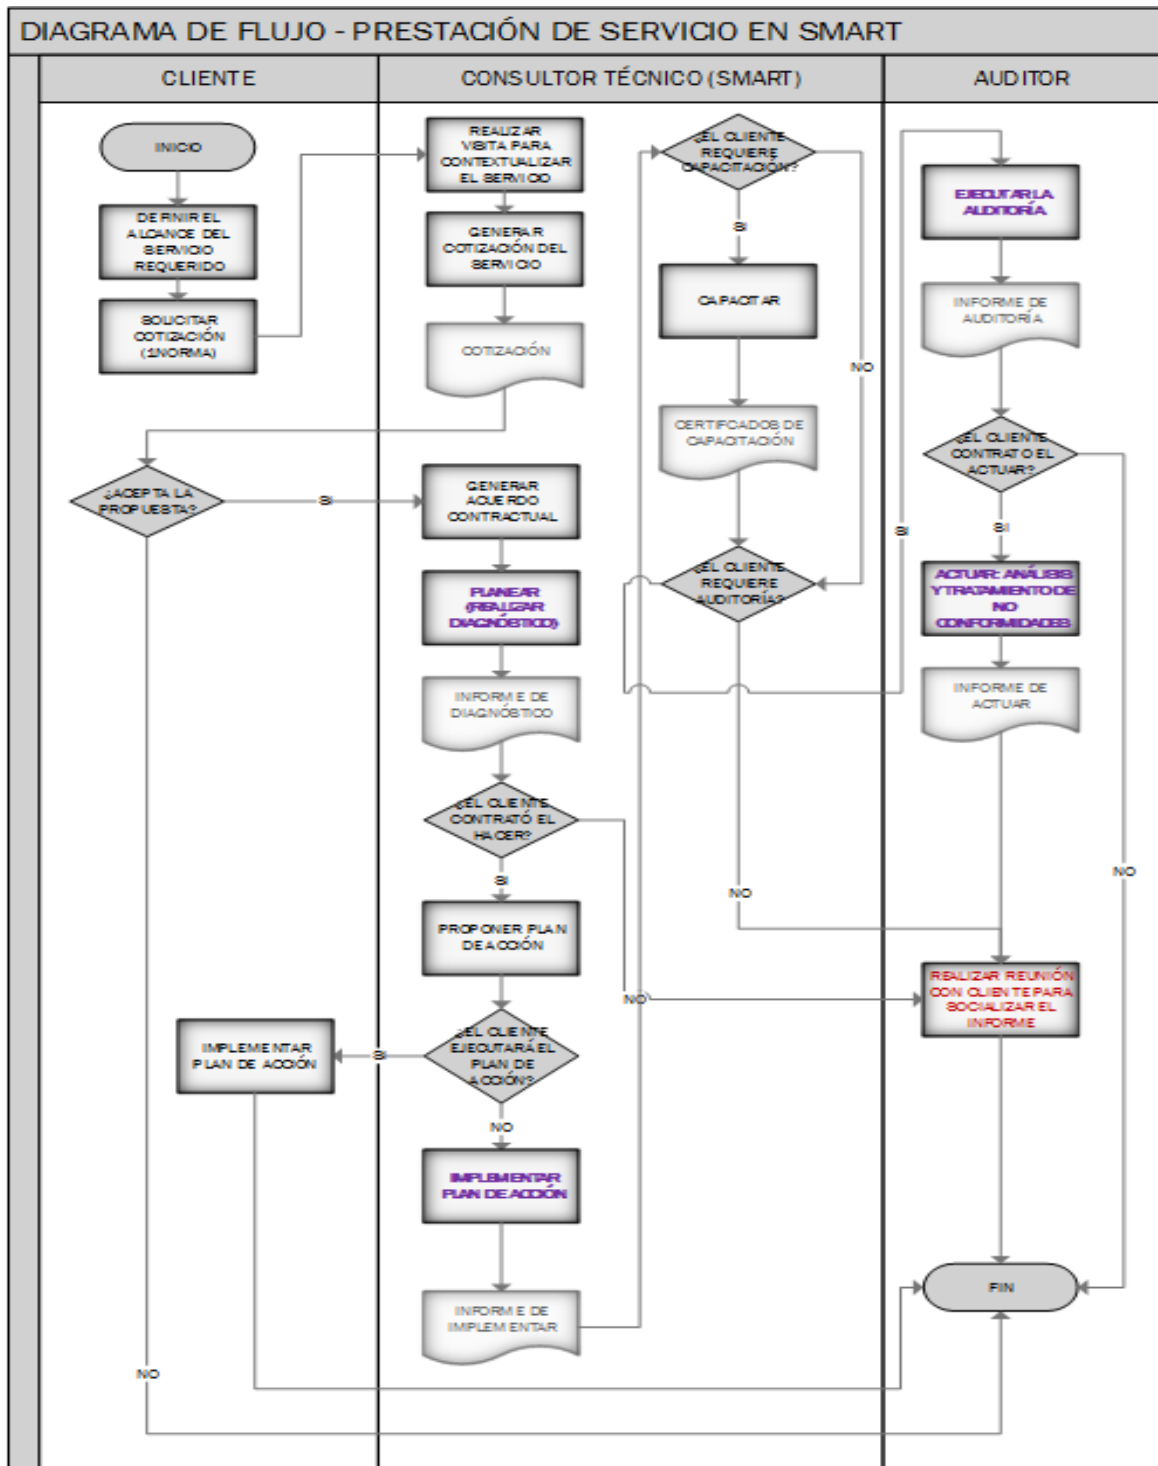 DIAGRAMA DE FLUJO - PRESTACIÓN DE SERVICIO EN SMART
CLIENTE
CONSULTOR TÉCNICO (SMART)
AUDITOR
INICIO
DEFINIR EL
ALCANCE DEL
SERVICIO
REQUERIDO
SOLICITAR
COTIZACIÓN
(1NORMA)
¿ACEPTA LA
PROPUESTA?
SI
NO
IMPLEMENTAR
PLAN DE ACCIÓN
REALIZAR
VISITA PARA
CONTEXTUALIZAR
EL SERVICIO
GENERAR
COTIZACIÓN DEL
SERVICIO
COTIZACIÓN
GENERAR
ACUERDO
CONTRACTUAL
PLANEAR
(REALIZAR
DIAGNÓSTICO)
INFORME DE
DIAGNÓSTICO
¿EL CLIENTE
CONTRATÓ EL
HACER?
SI
NO
PROPONER PLAN
DE ACCIÓN
¿EL CLIENTE
EJECUTARÁ EL
PLAN DE
ACCIÓN?
SI
NO
IMPLEMENTAR
PLAN DE ACCIÓN
INFORME DE
IMPLEMENTAR
¿EL CLIENTE
REQUIERE
CAPACITACIÓN?
SI
NO
CAPACITAR
CERTIFCADOS DE
CAPACITACIÓN
¿EL CLIENTE
REQUIERE
AUDITORÍA?
SI
NO
EJECUTAR LA
AUDITORÍA
INFORME DE
AUDITORÍA
¿EL CLIENTE
CONTRATO EL
ACTUAR?
SI
NO
ACTUAR: ANÁLISIS
Y TRATAMIENTO DE
NO
CONFORMIDADES
INFORME DE
ACTUAR
REALIZAR REUNIÓN
CON CLIENTE PARA
SOCIALIZAR EL
INFORME
FIN